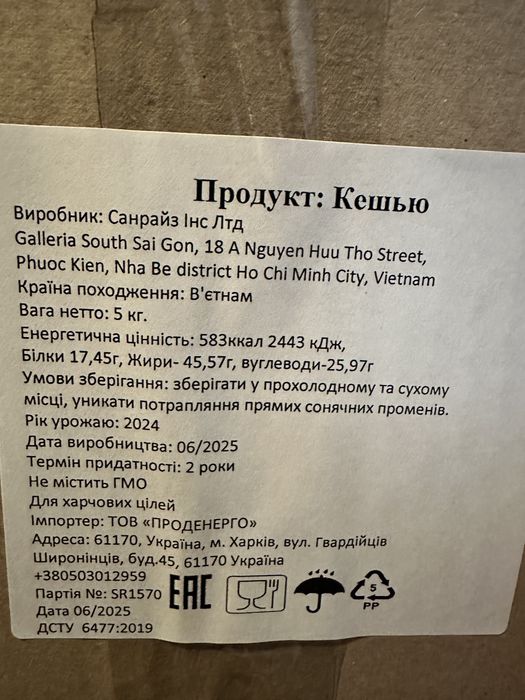 Продукт: Кешью
Виробник: Санрайз Інс Лтд
Galleria South Sai Gon, 18 A Nguyen Huu Tho Street,
Phuoc Kien, Nha Be district Ho Chi Minh City, Vietnam
Країна походження: В'єтнам
Вага нетто: 5 кг.
Енергетична цінність: 583ккал 2443 кДж,
Білки 17,45г, Жири- 45,57г, вуглеводи-25,97г
Умови зберігання: зберігати у прохолодному та сухому
місці, уникати потрапляння прямих сонячних променів.
Рік урожаю: 2024
Дата виробництва: 06/2025
Термін придатності: 2 роки
Не містить ГМО
Для харчових цілей
Імпортер: ТОВ «ПРОДЕНЕРГО»
Адреса: 61170, Україна, м. Харків, вул. Гвардійців
Широнінців, буд.45, 61170 Україна
+380503012959
Партія №: SR1570
Дата 06/2025
ДСТУ 6477:2019
EAC
5
PP